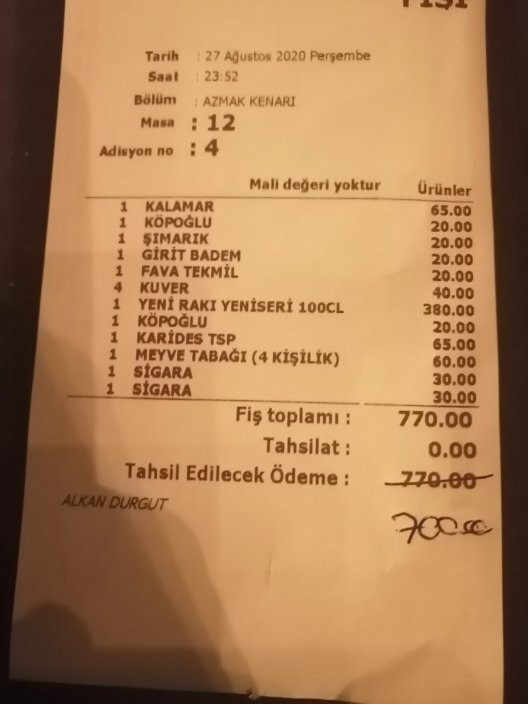 FİŞİ
Tarih : 27 Ağustos 2020 Perşembe
Saat : 23:52
Bölüm : AZMAK KENARI
Masa : 12
Adisyon no : 4
Mali değeri yoktur Ürünler
1 KALAMAR 65.00
1 KÖPOĞLU 20.00
1 ŞIMARIK 20.00
1 GİRİT BADEM 20.00
1 FAVA TEKMİL 20.00
4 KUVER 40.00
1 YENİ RAKI YENİSERİ 100CL 380.00
1 KÖPOĞLU 20.00
1 KARİDES TSP 65.00
1 MEYVE TABAĞI (4 KİŞİLİK) 60.00
1 SİGARA 30.00
1 SİGARA 30.00
Fiş toplamı : 770.00
Tahsilat : 0.00
Tahsil Edilecek Ödeme : 770.00
ALKAN DURGUT
700.00